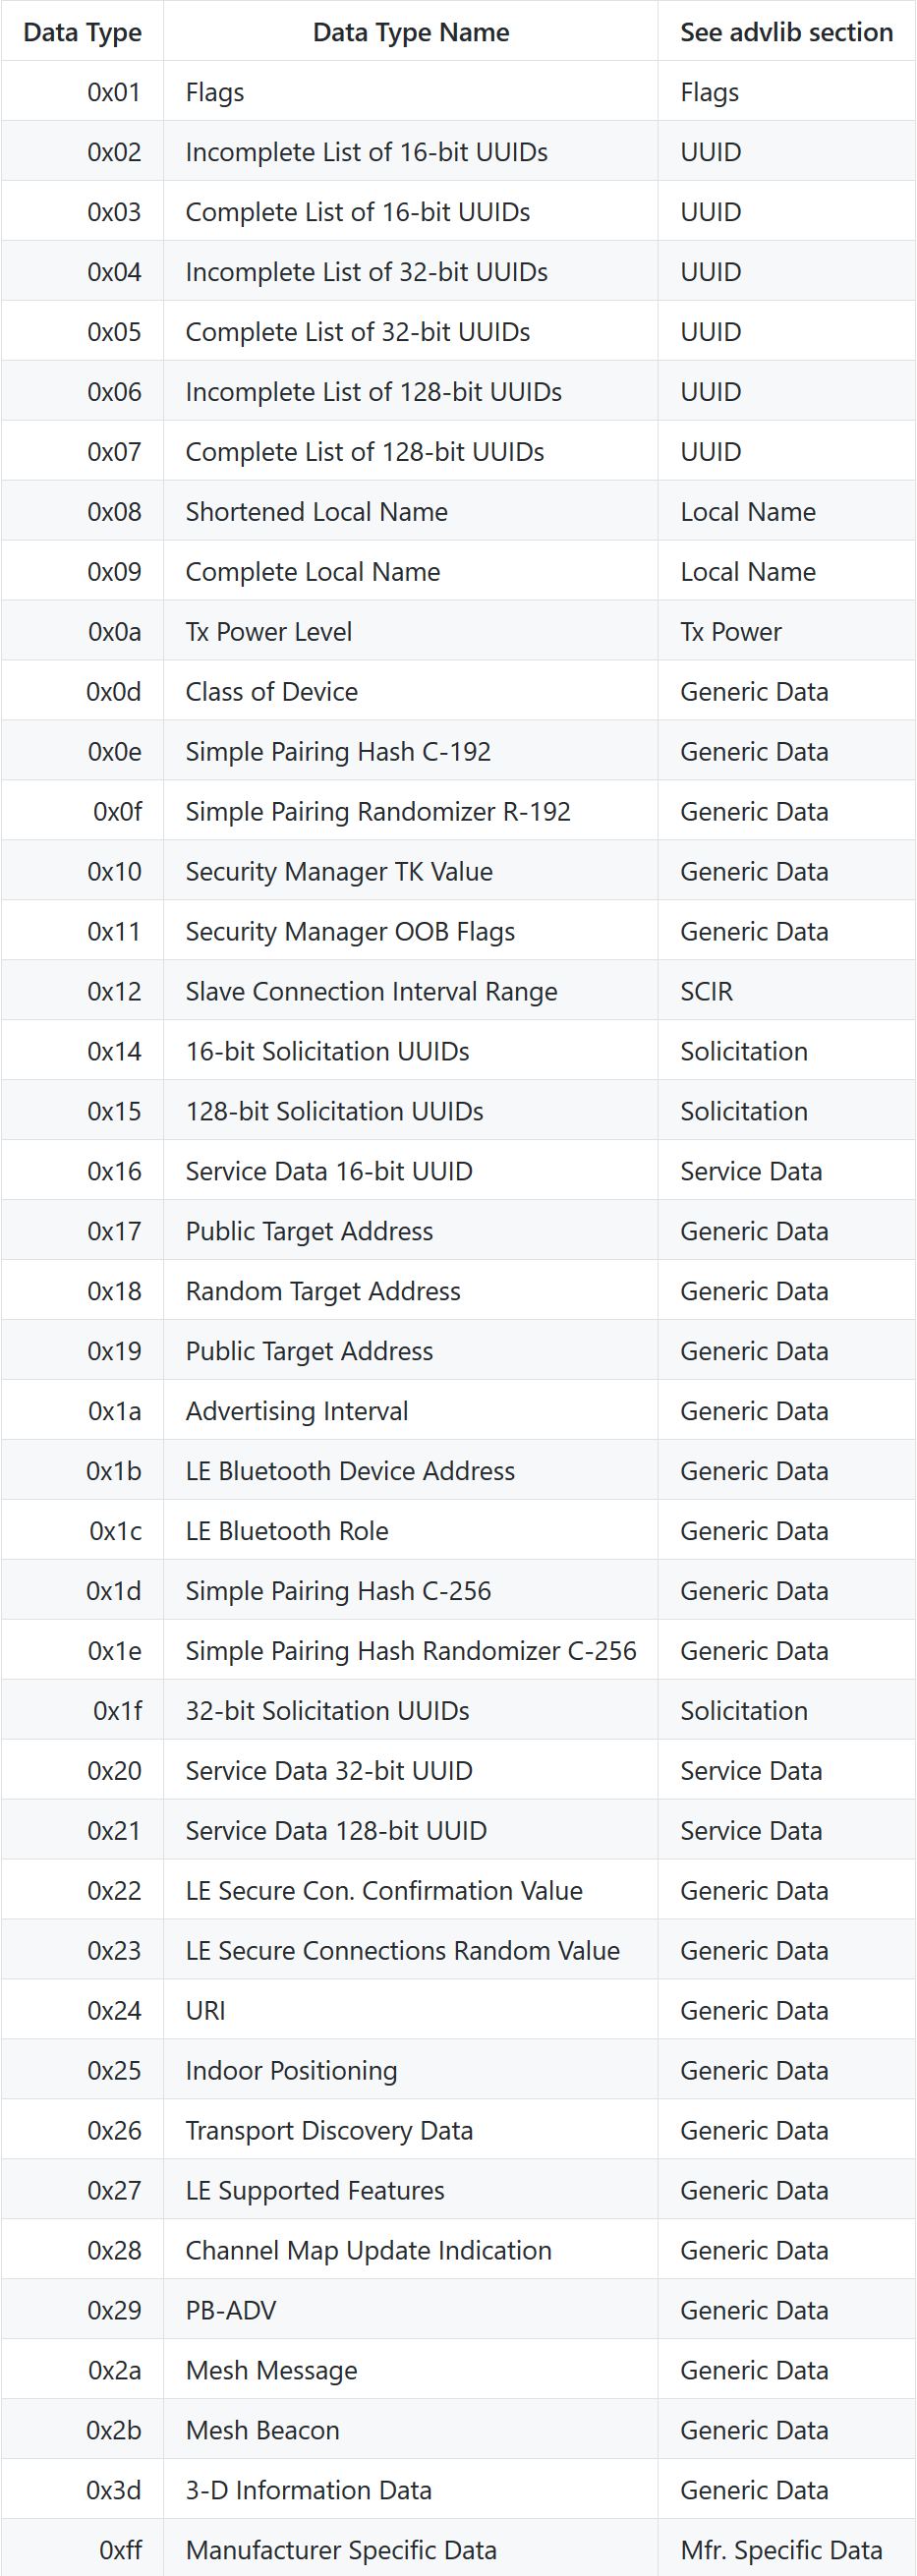 Data Type Data Type Name See advlib section
0x01 Flags Flags
0x02 Incomplete List of 16-bit UUIDs UUID
0x03 Complete List of 16-bit UUIDs UUID
0x04 Incomplete List of 32-bit UUIDs UUID
0x05 Complete List of 32-bit UUIDs UUID
0x06 Incomplete List of 128-bit UUIDs UUID
0x07 Complete List of 128-bit UUIDs UUID
0x08 Shortened Local Name Local Name
0x09 Complete Local Name Local Name
0x0a Tx Power Level Tx Power
0x0d Class of Device Generic Data
0x0e Simple Pairing Hash C-192 Generic Data
0x0f Simple Pairing Randomizer R-192 Generic Data
0x10 Security Manager TK Value Generic Data
0x11 Security Manager OOB Flags Generic Data
0x12 Slave Connection Interval Range SCIR
0x14 16-bit Solicitation UUIDs Solicitation
0x15 128-bit Solicitation UUIDs Solicitation
0x16 Service Data 16-bit UUID Service Data
0x17 Public Target Address Generic Data
0x18 Random Target Address Generic Data
0x19 Public Target Address Generic Data
0x1a Advertising Interval Generic Data
0x1b LE Bluetooth Device Address Generic Data
0x1c LE Bluetooth Role Generic Data
0x1d Simple Pairing Hash C-256 Generic Data
0x1e Simple Pairing Hash Randomizer C-256 Generic Data
0x1f 32-bit Solicitation UUIDs Solicitation
0x20 Service Data 32-bit UUID Service Data
0x21 Service Data 128-bit UUID Service Data
0x22 LE Secure Con. Confirmation Value Generic Data
0x23 LE Secure Connections Random Value Generic Data
0x24 URI Generic Data
0x25 Indoor Positioning Generic Data
0x26 Transport Discovery Data Generic Data
0x27 LE Supported Features Generic Data
0x28 Channel Map Update Indication Generic Data
0x29 PB-ADV Generic Data
0x2a Mesh Message Generic Data
0x2b Mesh Beacon Generic Data
0x3d 3-D Information Data Generic Data
0xff Manufacturer Specific Data Mfr. Specific Data